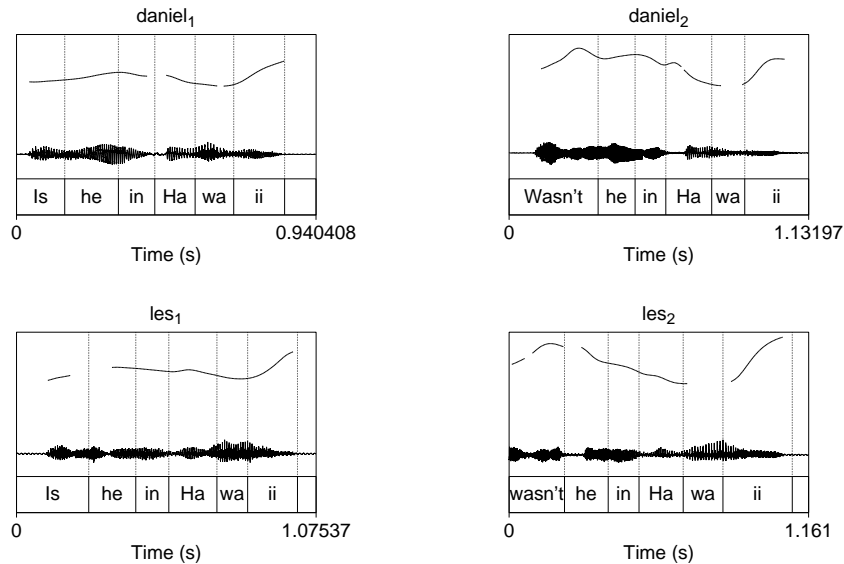 daniel₁
Is he in Ha wa ii
0 0.940408
Time (s)
daniel₂
Wasn't he in Ha wa ii
0 1.13197
Time (s)
les₁
Is he in Ha wa ii
0 1.07537
Time (s)
les₂
wasn't he in Ha wa ii
0 1.161
Time (s)